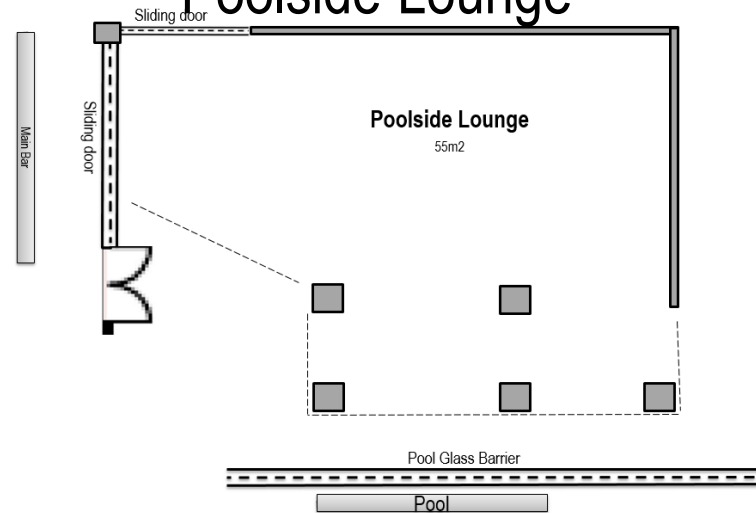 Poolside Lounge
Sliding door
Sliding door
Main Bar
Poolside Lounge
55m2
Pool Glass Barrier
Pool